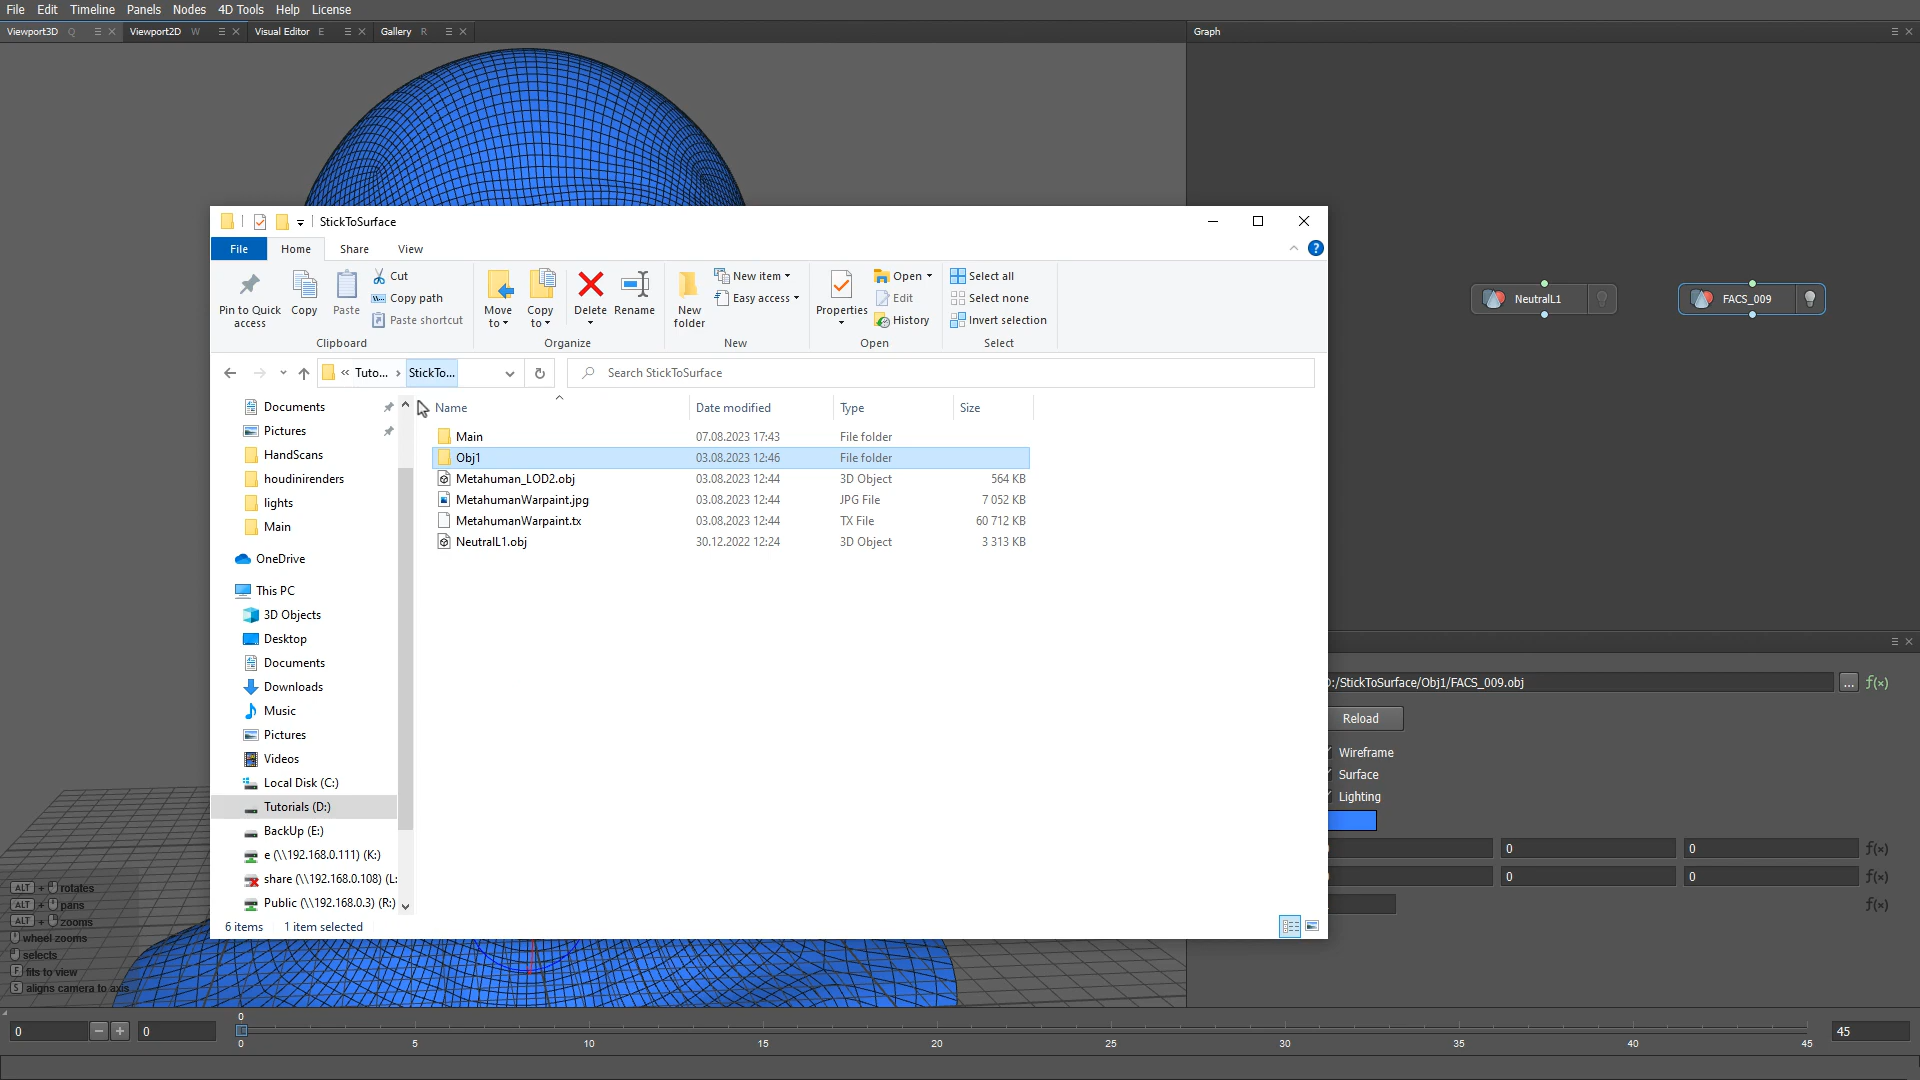 File Edit Timeline Panels Nodes 4D Tools Help License
Viewport3D Q Viewport2D W Visual Editor E Gallery R Graph
StickToSurface
File Home Share View
Pin to Quick access
Copy
Paste
Cut
Copy path
Paste shortcut
Clipboard
Move to
Copy to
Delete
Rename
Organize
New folder
New item
Easy access
New
Properties
Open
Edit
History
Open
Select all
Select none
Invert selection
Select
« Tuto... › StickTo...
Search StickToSurface
Documents
Pictures
HandScans
houdinirenders
lights
Main
OneDrive
This PC
3D Objects
Desktop
Documents
Downloads
Music
Pictures
Videos
Local Disk (C:)
Tutorials (D:)
BackUp (E:)
e (\\192.168.0.111) (K:)
share (\\192.168.0.108) (L:
Public (\\192.168.0.3) (R:)
Name Date modified Type Size
Main 07.08.2023 17:43 File folder
Obj1 03.08.2023 12:46 File folder
Metahuman_LOD2.obj 03.08.2023 12:44 3D Object 564 KB
MetahumanWarpaint.jpg 03.08.2023 12:44 JPG File 7 052 KB
MetahumanWarpaint.tx 03.08.2023 12:44 TX File 60 712 KB
NeutralL1.obj 30.12.2022 12:24 3D Object 3 313 KB
6 items 1 item selected
NeutralL1
FACS_009
:/StickToSurface/Obj1/FACS_009.obj ... f(×)
Reload
Wireframe
Surface
Lighting
0 0 f(×)
0 0 f(×)
f(×)
ALT + rotates
ALT + pans
ALT + zooms
wheel zooms
selects
F fits to view
S aligns camera to axis
0 − + 0
0
0 5 10 15 20 25 30 35 40 45
45